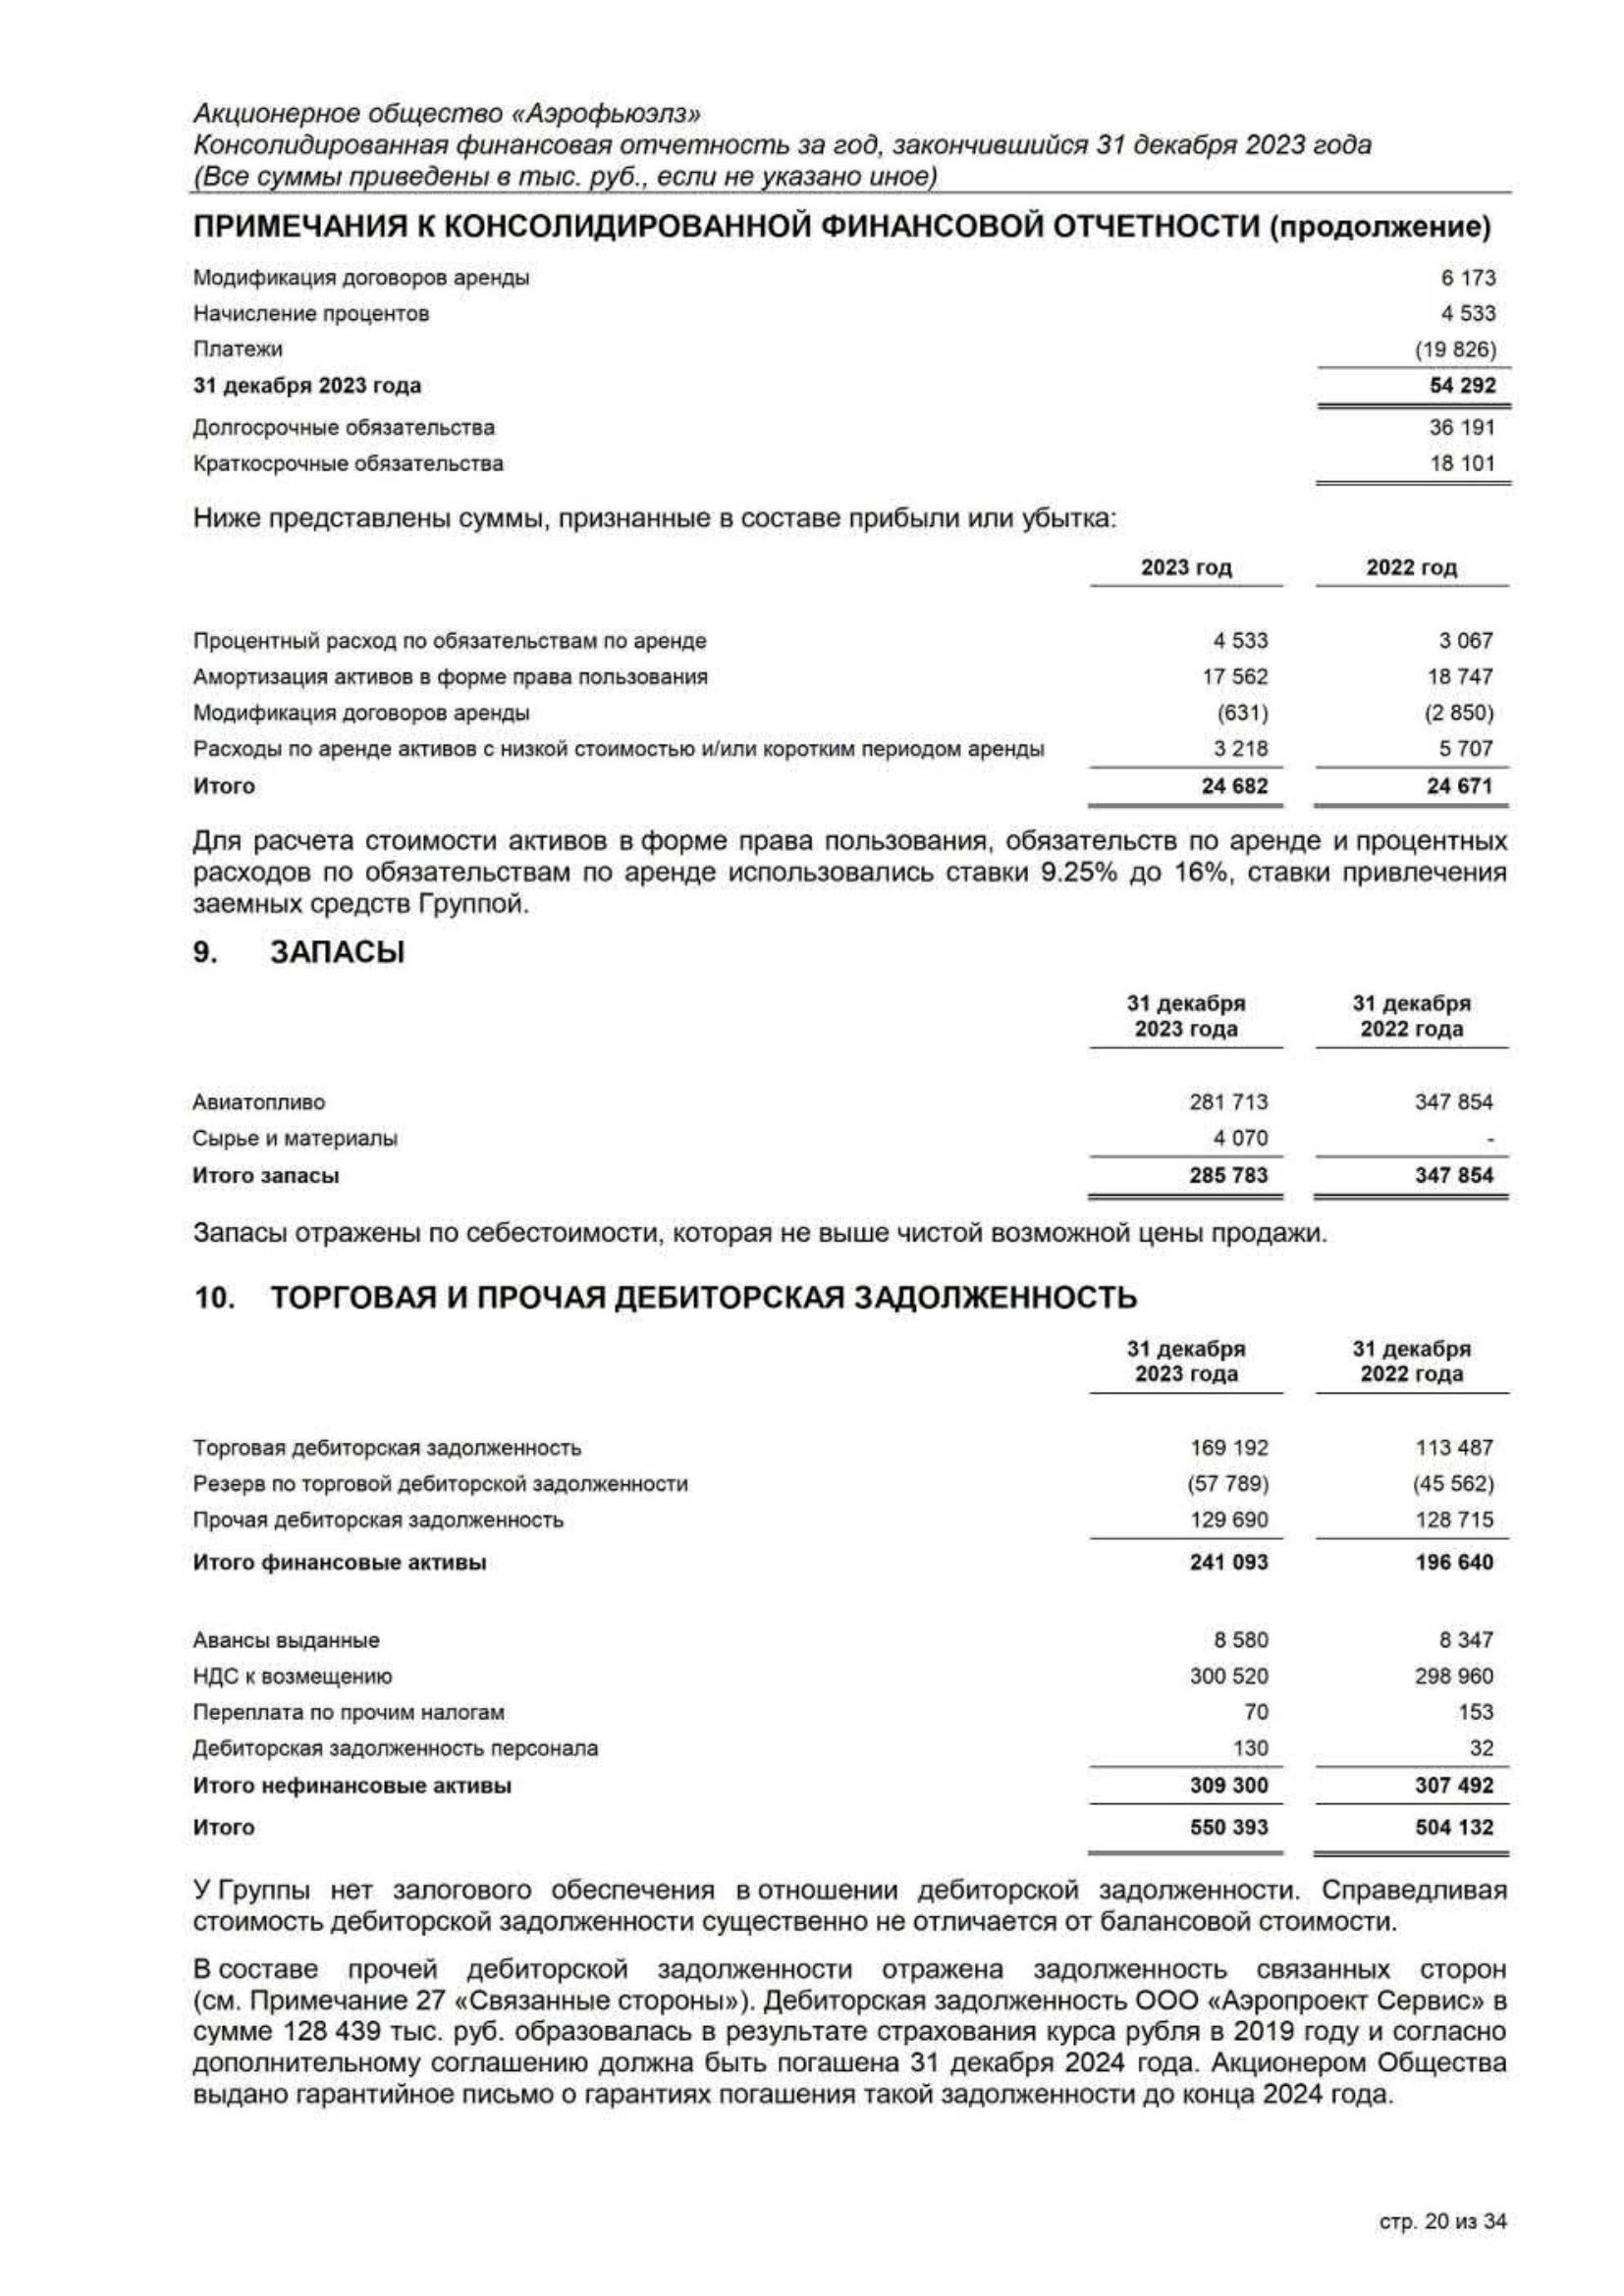 Акционерное общество «Аэрофьюэлз»
Консолидированная финансовая отчетность за год, закончившийся 31 декабря 2023 года
(Все суммы приведены в тыс. руб., если не указано иное)
ПРИМЕЧАНИЯ К КОНСОЛИДИРОВАННОЙ ФИНАНСОВОЙ ОТЧЕТНОСТИ (продолжение)
Модификация договоров аренды 6 173
Начисление процентов 4 533
Платежи (19 826)
31 декабря 2023 года 54 292
Долгосрочные обязательства 36 191
Краткосрочные обязательства 18 101
Ниже представлены суммы, признанные в составе прибыли или убытка:
2023 год 2022 год
Процентный расход по обязательствам по аренде 4 533 3 067
Амортизация активов в форме права пользования 17 562 18 747
Модификация договоров аренды (631) (2 850)
Расходы по аренде активов с низкой стоимостью и/или коротким периодом аренды 3 218 5 707
Итого 24 682 24 671
Для расчета стоимости активов в форме права пользования, обязательств по аренде и процентных
расходов по обязательствам по аренде использовались ставки 9.25% до 16%, ставки привлечения
заемных средств Группой.
9. ЗАПАСЫ
31 декабря 31 декабря
2023 года 2022 года
Авиатопливо 281 713 347 854
Сырье и материалы 4 070 -
Итого запасы 285 783 347 854
Запасы отражены по себестоимости, которая не выше чистой возможной цены продажи.
10. ТОРГОВАЯ И ПРОЧАЯ ДЕБИТОРСКАЯ ЗАДОЛЖЕННОСТЬ
31 декабря 31 декабря
2023 года 2022 года
Торговая дебиторская задолженность 169 192 113 487
Резерв по торговой дебиторской задолженности (57 789) (45 562)
Прочая дебиторская задолженность 129 690 128 715
Итого финансовые активы 241 093 196 640
Авансы выданные 8 580 8 347
НДС к возмещению 300 520 298 960
Переплата по прочим налогам 70 153
Дебиторская задолженность персонала 130 32
Итого нефинансовые активы 309 300 307 492
Итого 550 393 504 132
У Группы нет залогового обеспечения в отношении дебиторской задолженности. Справедливая
стоимость дебиторской задолженности существенно не отличается от балансовой стоимости.
В составе прочей дебиторской задолженности отражена задолженность связанных сторон
(см. Примечание 27 «Связанные стороны»). Дебиторская задолженность ООО «Аэропроект Сервис» в
сумме 128 439 тыс. руб. образовалась в результате страхования курса рубля в 2019 году и согласно
дополнительному соглашению должна быть погашена 31 декабря 2024 года. Акционером Общества
выдано гарантийное письмо о гарантиях погашения такой задолженности до конца 2024 года.
стр. 20 из 34